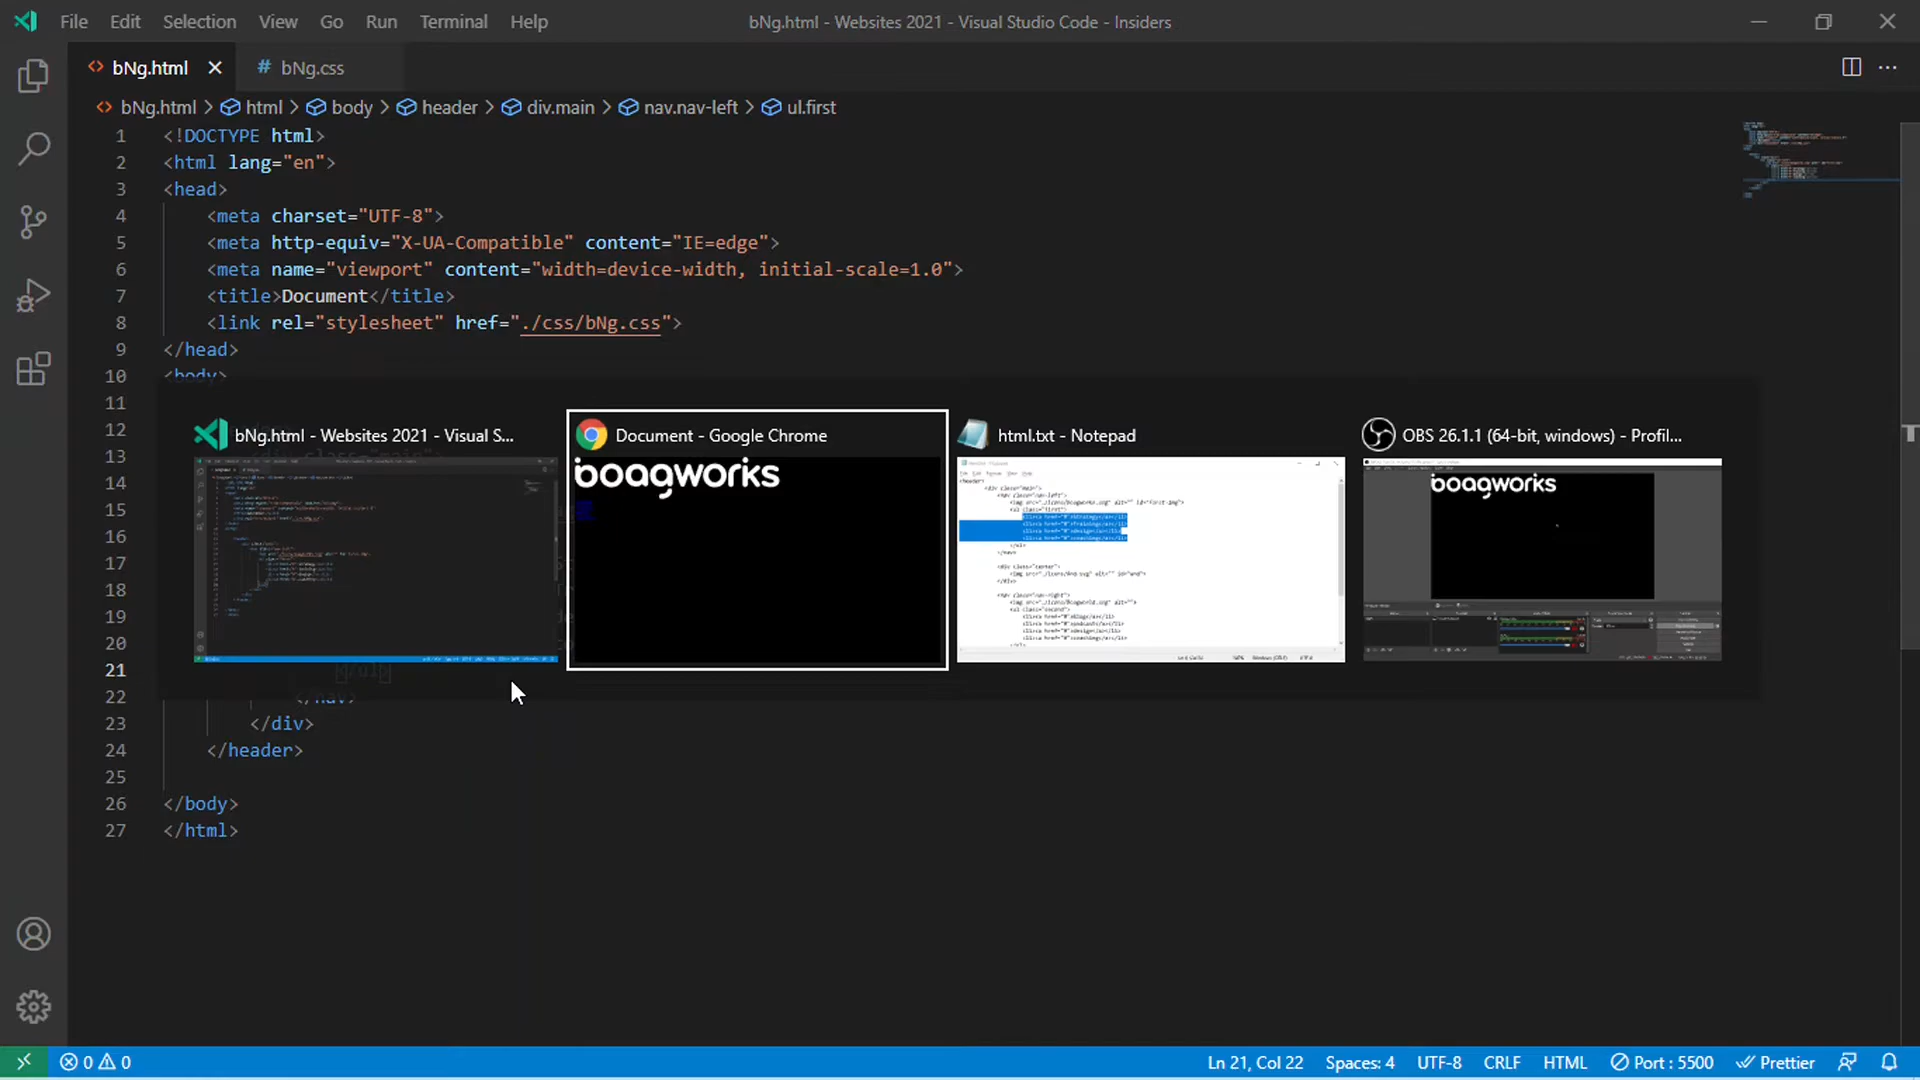 File Edit Selection View Go Run Terminal Help
bNg.html - Websites 2021 - Visual Studio Code - Insiders
bNg.html
# bNg.css
bNg.html > html > body > header > div.main > nav.nav-left > ul.first
1 <!DOCTYPE html>
2 <html lang="en">
3 <head>
4 <meta charset="UTF-8">
5 <meta http-equiv="X-UA-Compatible" content="IE=edge">
6 <meta name="viewport" content="width=device-width, initial-scale=1.0">
7 <title>Document</title>
8 <link rel="stylesheet" href="./css/bNg.css">
9 </head>
10 <body>
11
12
13 <div class="main">
14
15
16
17
18
19
20
21 </ul>
22 </nav>
23 </div>
24 </header>
25
26 </body>
27 </html>
bNg.html - Websites 2021 - Visual S...
Document - Google Chrome
boagworks
html.txt - Notepad
OBS 26.1.1 (64-bit, windows) - Profil...
boagworks
0 0
Ln 21, Col 22
Spaces: 4
UTF-8
CRLF
HTML
Port : 5500
Prettier